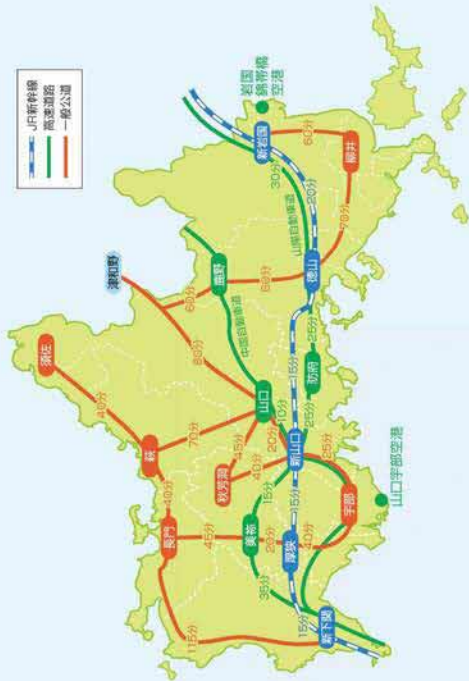 JR新幹線
高速道路
一般公道
須佐
津和野
萩
長門
鹿野
山口
秋芳洞
美祢
新山口
厚狭
宇部
新下関
防府
徳山
新岩国
柳井
岩国
錦帯橋
空港
山口宇部空港
中国自動車道
山陽自動車道
40分
40分
70分
80分
60分
45分
45分
115分
40分
20分
10分
15分
35分
20分
15分
15分
40分
25分
25分
15分
25分
60分
20分
30分
70分
60分